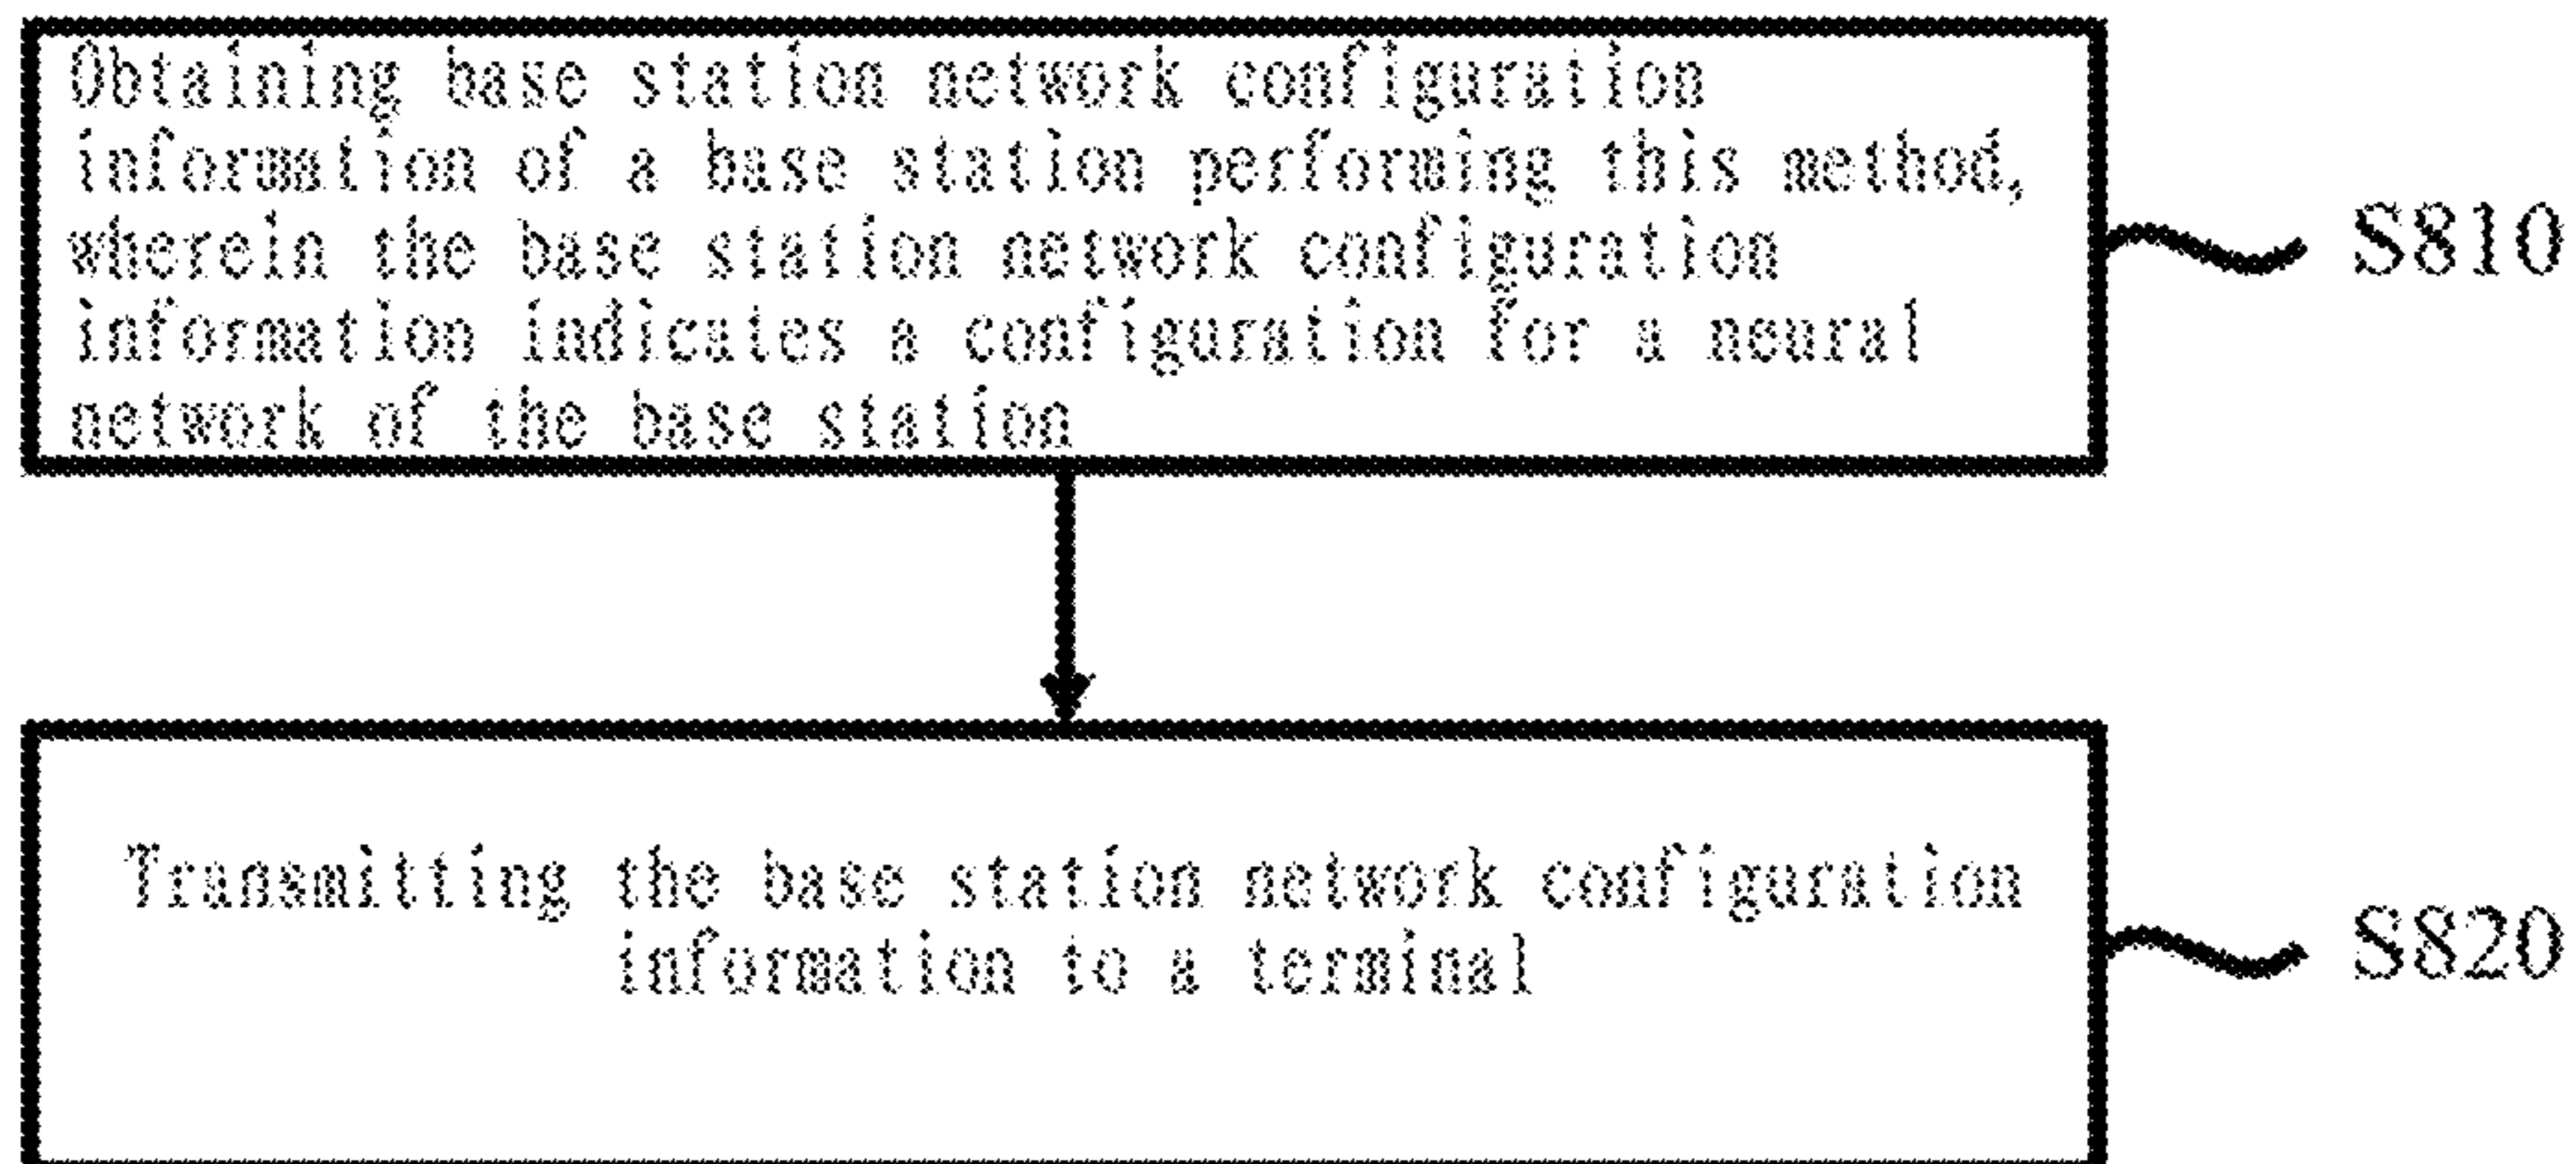 Obtaining base station network configuration
information of a base station performing this method,
wherein the base station network configuration
information indicates a configuration for a neural
network of the base station
S810
Transmitting the base station network configuration
information to a terminal
S820